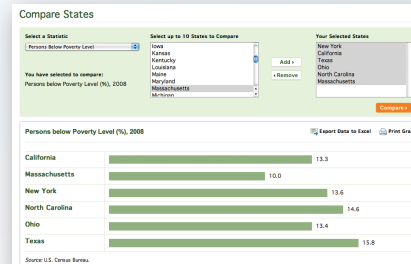 Compare States
Select a Statistic
Persons Below Poverty Level
You have selected to compare:
Persons below Poverty Level (%), 2008
Select up to 10 States to Compare
Iowa
Kansas
Kentucky
Louisiana
Maine
Maryland
Massachusetts
Michigan
Add
Remove
Your Selected States
New York
California
Texas
Ohio
North Carolina
Massachusetts
Compare
Persons below Poverty Level (%), 2008
Export Data to Excel
Print Gra
California 13.3
Massachusetts 10.0
New York 13.6
North Carolina 14.6
Ohio 13.4
Texas 15.8
Source: U.S. Census Bureau.